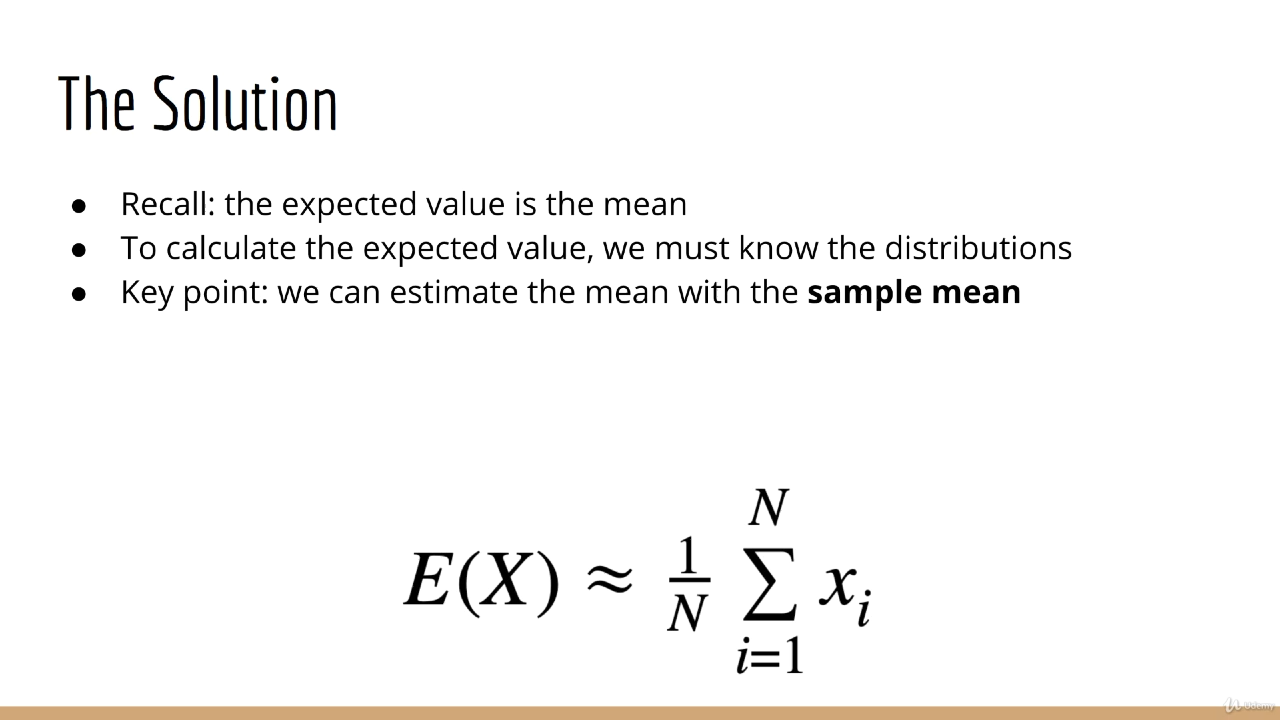 The Solution
● Recall: the expected value is the mean
● To calculate the expected value, we must know the distributions
● Key point: we can estimate the mean with the sample mean
E(X) ≈ 1/N ∑_{i=1}^{N} x_i
Udemy